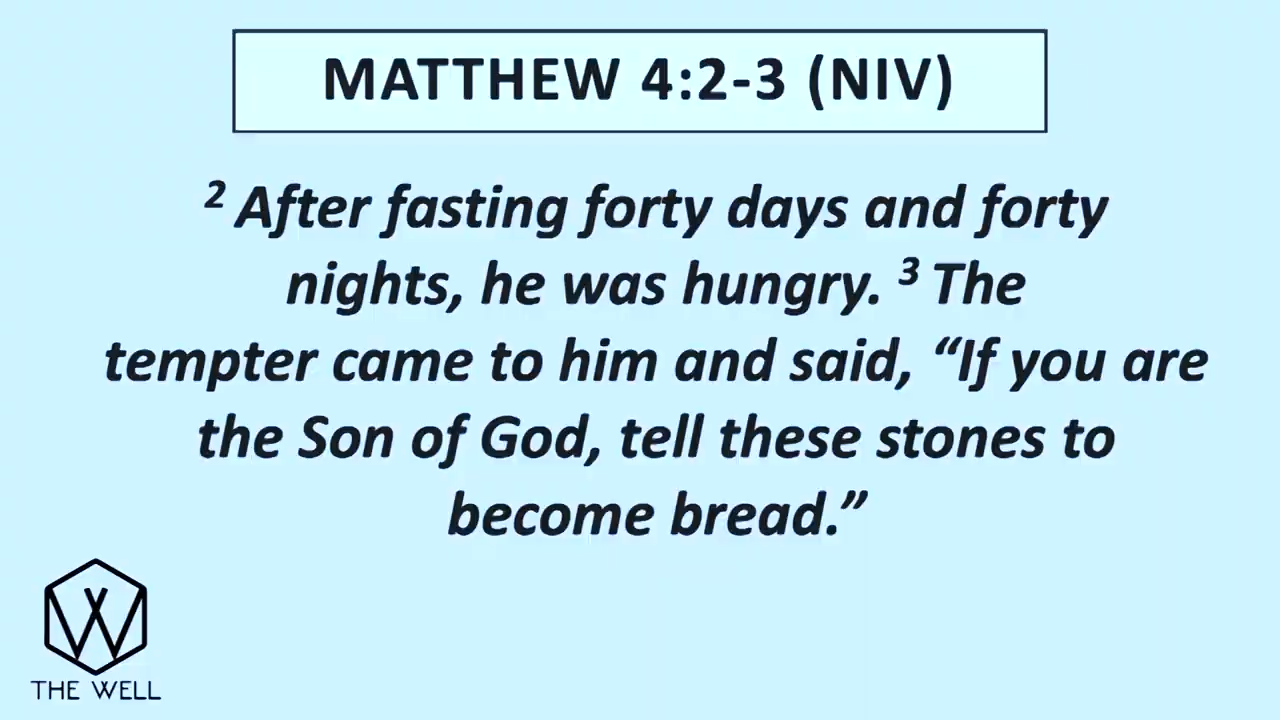 MATTHEW 4:2-3 (NIV)
2 After fasting forty days and forty
nights, he was hungry. 3 The
tempter came to him and said, “If you are
the Son of God, tell these stones to
become bread.”
W
THE WELL